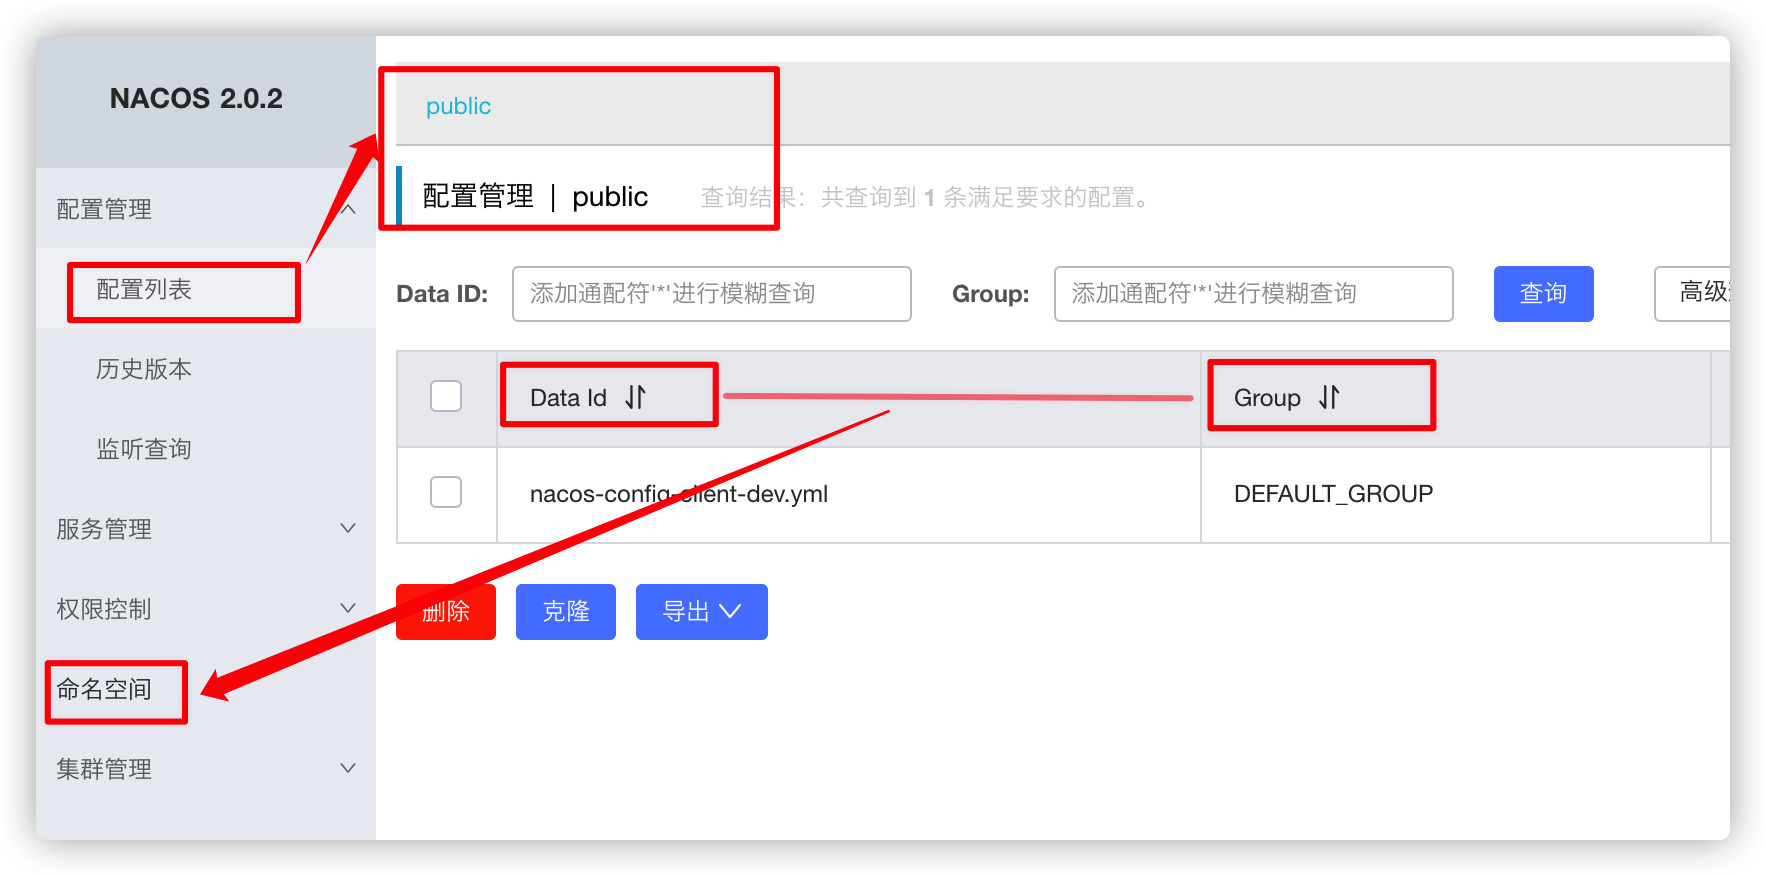 NACOS 2.0.2
配置管理
配置列表
历史版本
监听查询
服务管理
权限控制
命名空间
集群管理
public
配置管理 | public 查询结果：共查询到 1 条满足要求的配置。
Data ID: 添加通配符'*'进行模糊查询 Group: 添加通配符'*'进行模糊查询 查询 高级
Data Id Group
nacos-config-client-dev.yml DEFAULT_GROUP
删除 克隆 导出